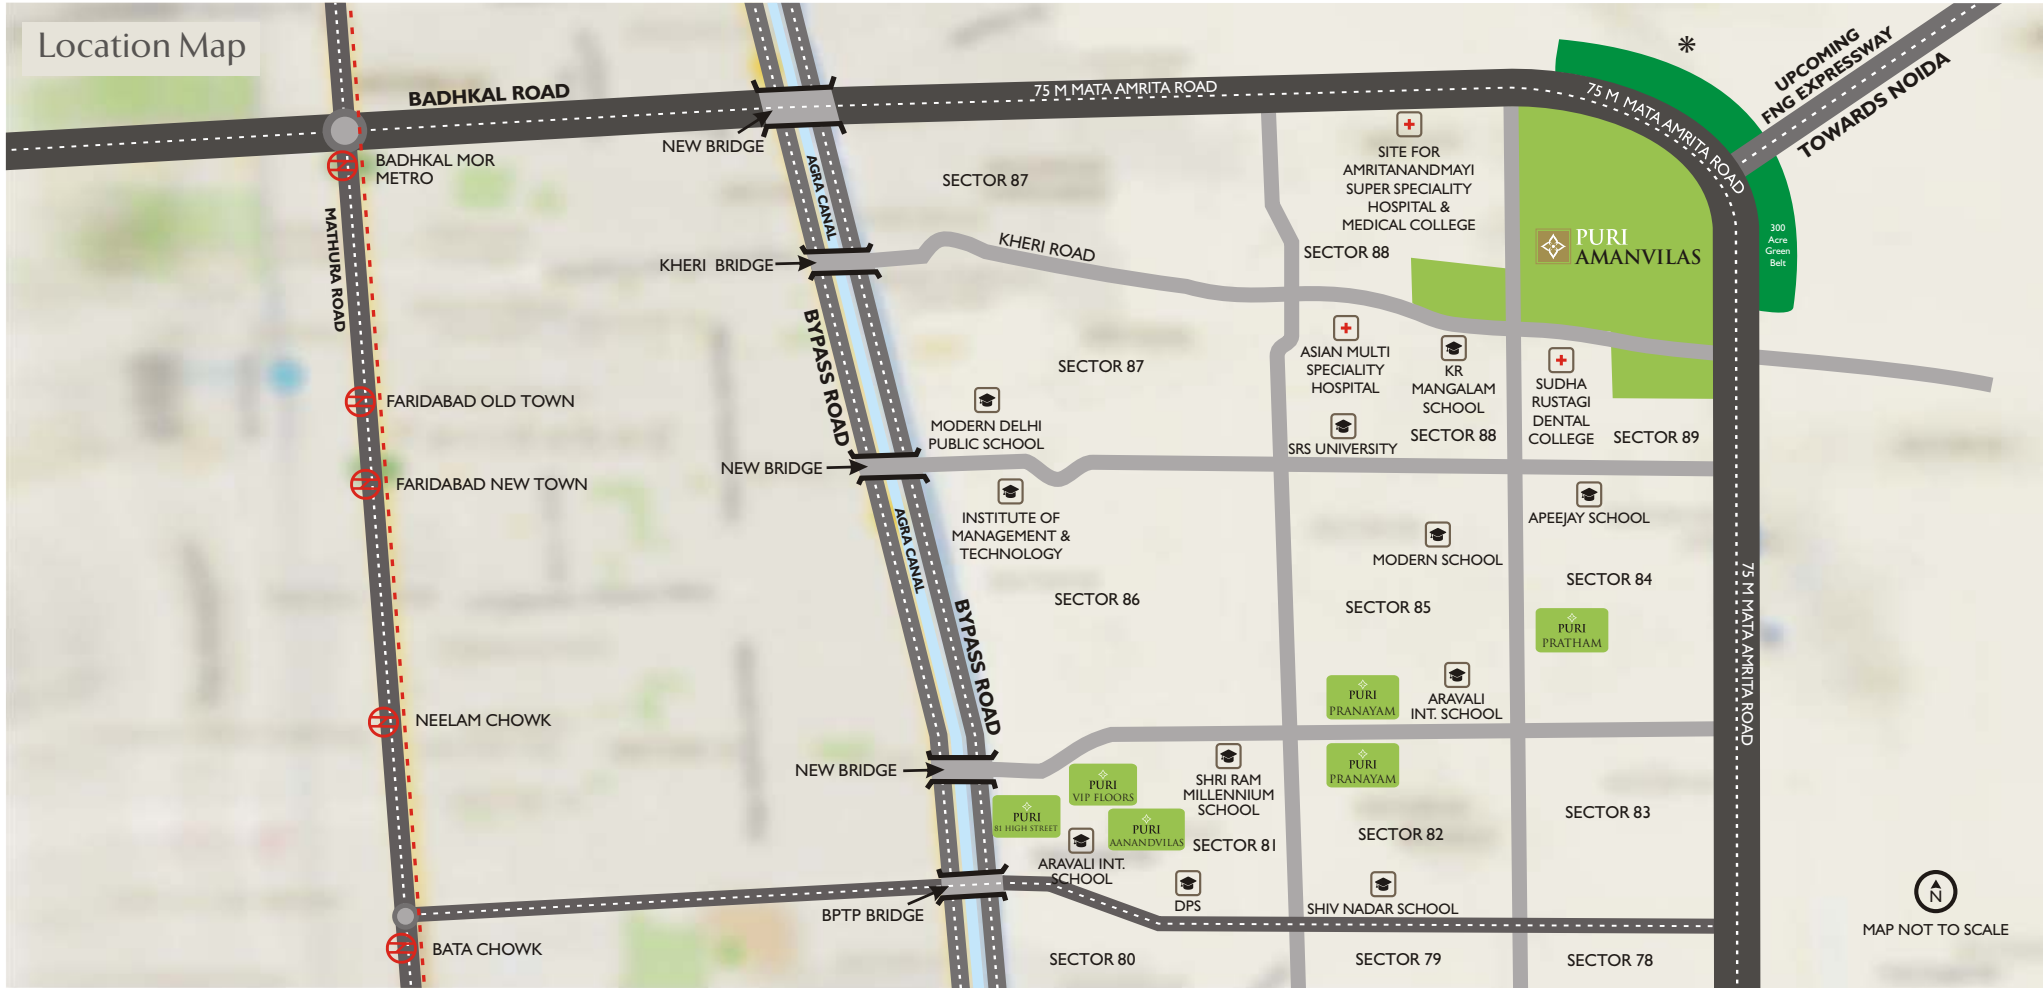 Location Map
BADHKAL ROAD
75 M MATA AMRITA ROAD
75 M MATA AMRITA ROAD
UPCOMING
FNG EXPRESSWAY
TOWARDS NOIDA
NEW BRIDGE
BADHKAL MOR
METRO
MATHURA ROAD
AGRA CANAL
SECTOR 87
SITE FOR
AMRITANANDMAYI
SUPER SPECIALITY
HOSPITAL &
MEDICAL COLLEGE
SECTOR 88
PURI
AMANVILAS
300
Acre
Green
Belt
KHERI BRIDGE
KHERI ROAD
BYPASS ROAD
SECTOR 87
ASIAN MULTI
SPECIALITY
HOSPITAL
KR
MANGALAM
SCHOOL
SUDHA
RUSTAGI
DENTAL
COLLEGE
FARIDABAD OLD TOWN
MODERN DELHI
PUBLIC SCHOOL
SRS UNIVERSITY
SECTOR 88
SECTOR 89
NEW BRIDGE
FARIDABAD NEW TOWN
AGRA CANAL
INSTITUTE OF
MANAGEMENT &
TECHNOLOGY
APEEJAY SCHOOL
MODERN SCHOOL
SECTOR 84
SECTOR 86
SECTOR 85
75 M MATA AMRITA ROAD
BYPASS ROAD
PURI
PRATHAM
PURI
PRANAYAM
ARAVALI
INT. SCHOOL
NEELAM CHOWK
NEW BRIDGE
PURI
VIP FLOORS
SHRI RAM
MILLENNIUM
SCHOOL
PURI
PRANAYAM
PURI
81 HIGH STREET
PURI
AANANDVILAS
SECTOR 81
SECTOR 82
SECTOR 83
ARAVALI INT.
SCHOOL
DPS
SHIV NADAR SCHOOL
BPTP BRIDGE
BATA CHOWK
SECTOR 80
SECTOR 79
SECTOR 78
N
MAP NOT TO SCALE